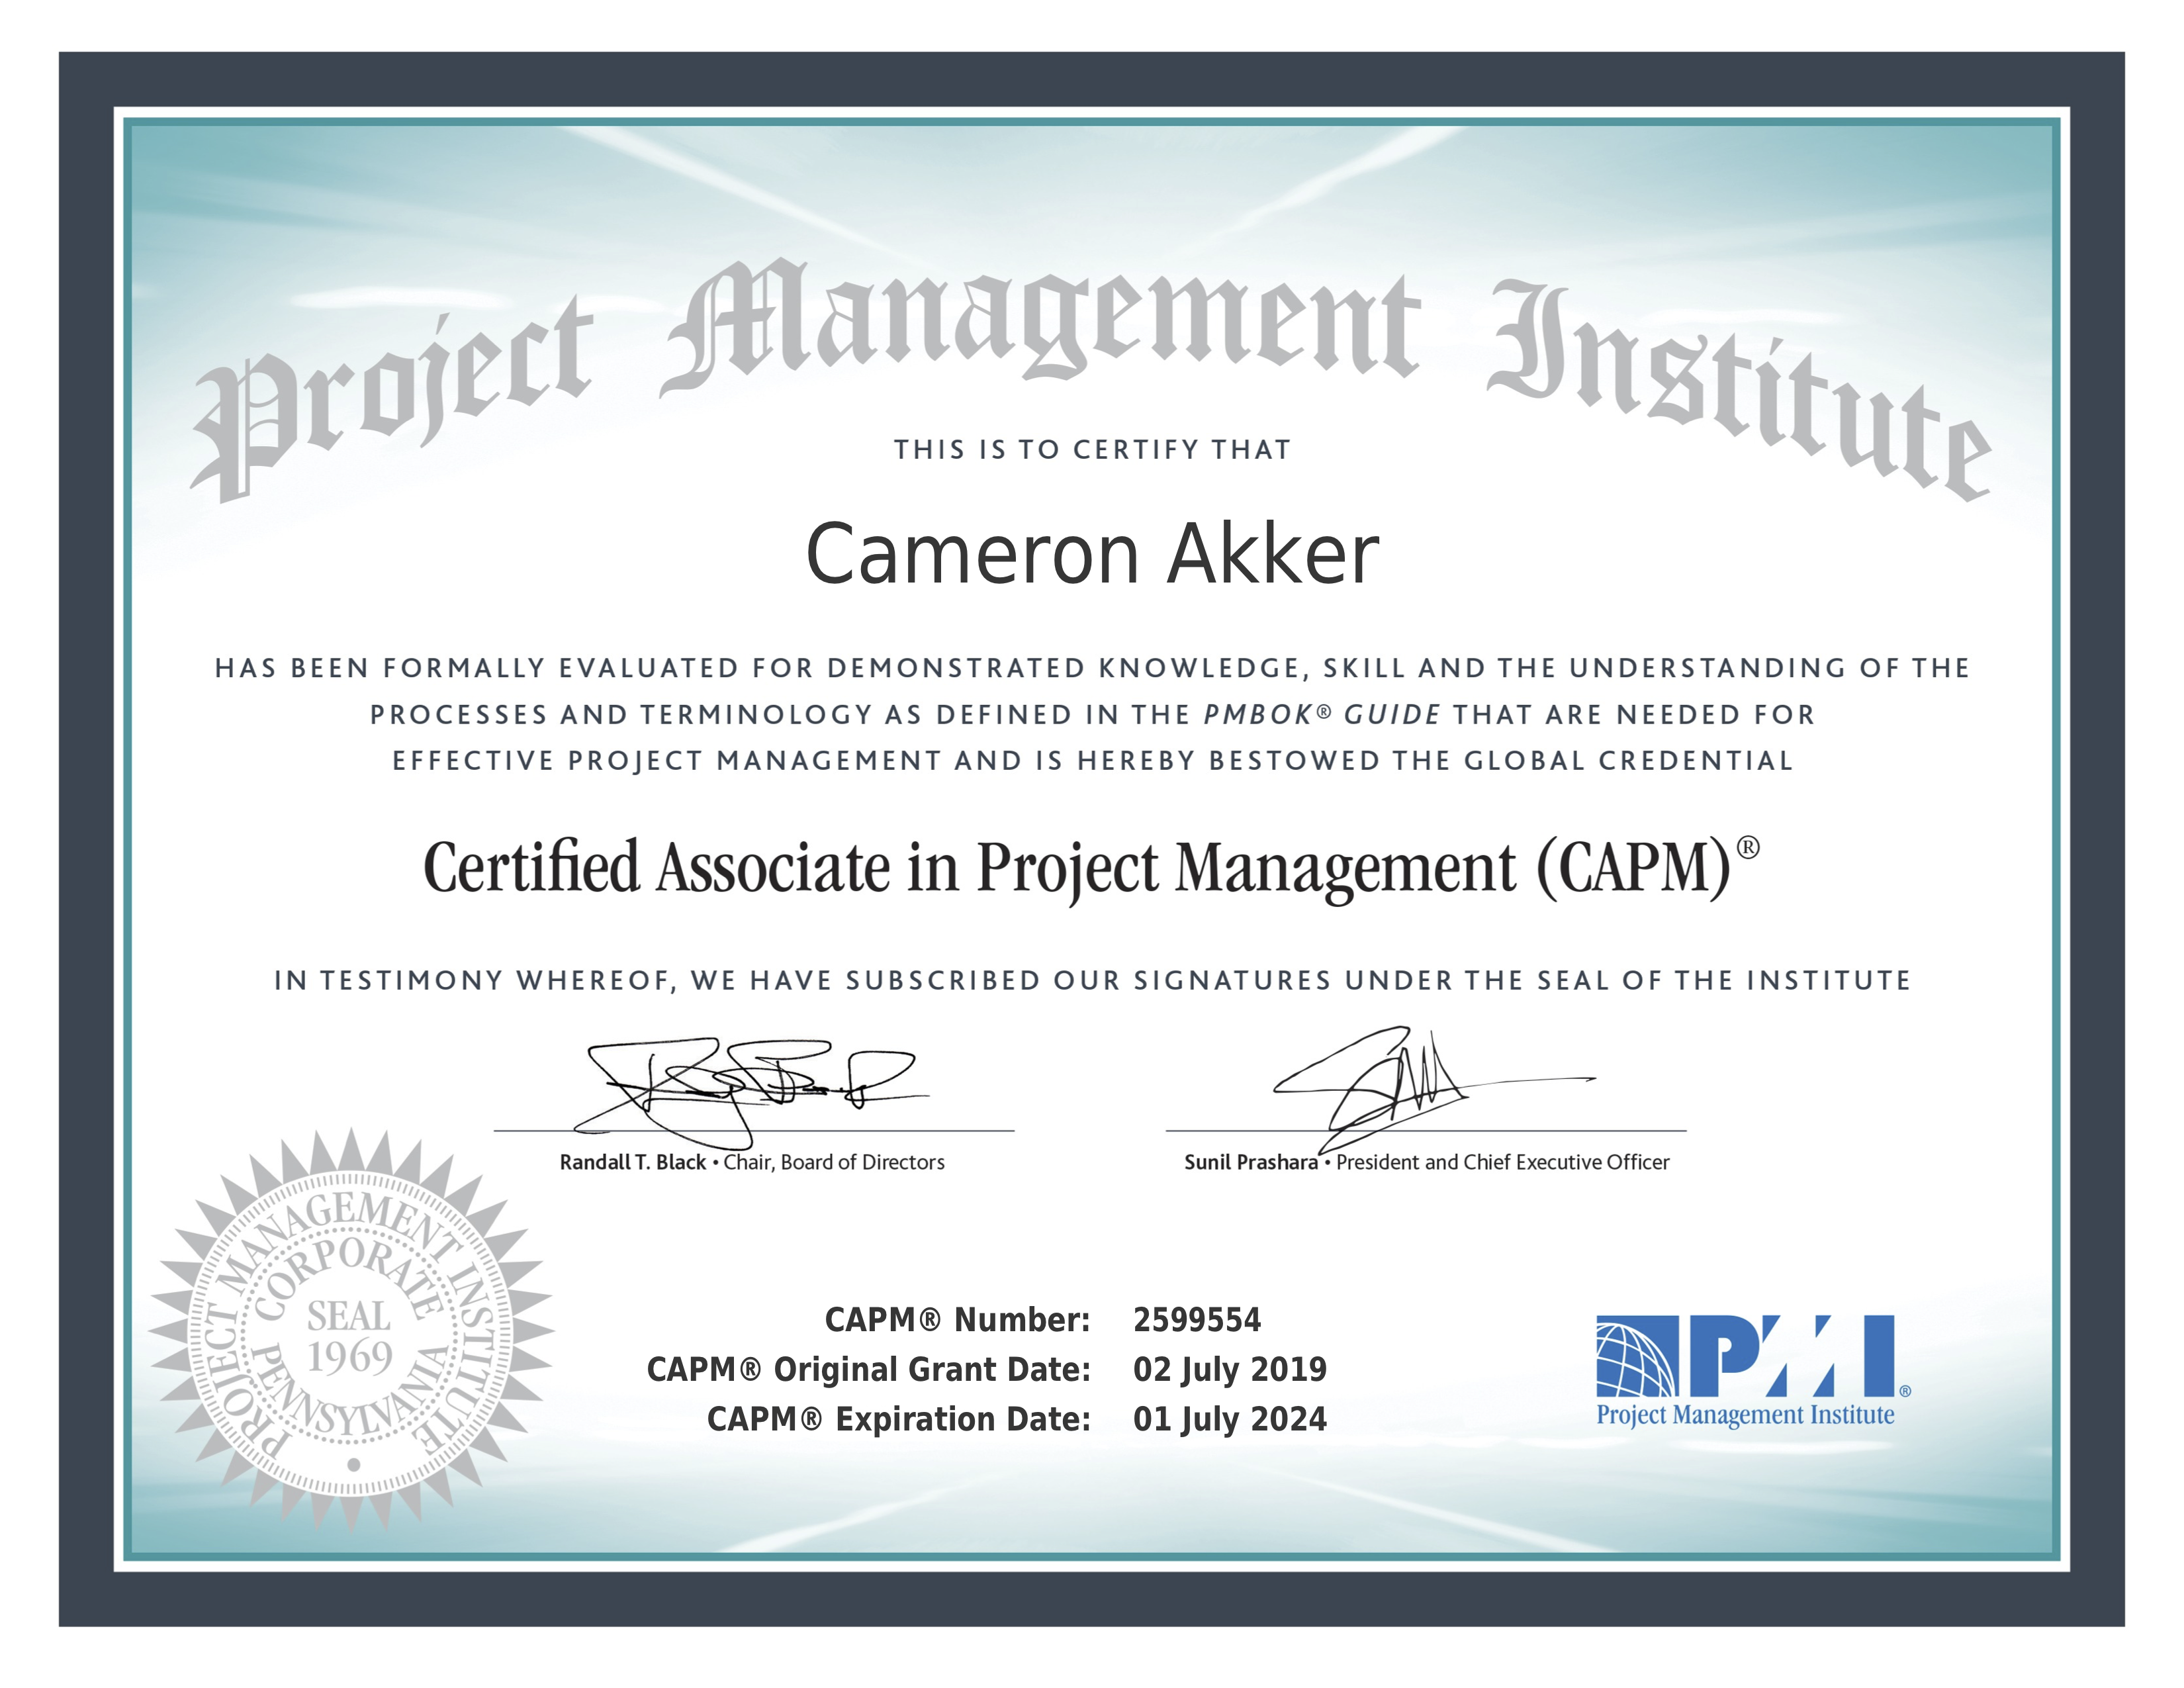 Project Management Institute
THIS IS TO CERTIFY THAT
Cameron Akker
HAS BEEN FORMALLY EVALUATED FOR DEMONSTRATED KNOWLEDGE, SKILL AND THE UNDERSTANDING OF THE
PROCESSES AND TERMINOLOGY AS DEFINED IN THE PMBOK® GUIDE THAT ARE NEEDED FOR
EFFECTIVE PROJECT MANAGEMENT AND IS HEREBY BESTOWED THE GLOBAL CREDENTIAL
Certified Associate in Project Management (CAPM)®
IN TESTIMONY WHEREOF, WE HAVE SUBSCRIBED OUR SIGNATURES UNDER THE SEAL OF THE INSTITUTE
Randall T. Black • Chair, Board of Directors
Sunil Prashara • President and Chief Executive Officer
PROJECT MANAGEMENT INSTITUTE
CORPORATE
SEAL
1969
PENNSYLVANIA
CAPM® Number: 2599554
CAPM® Original Grant Date: 02 July 2019
CAPM® Expiration Date: 01 July 2024
PMI®
Project Management Institute